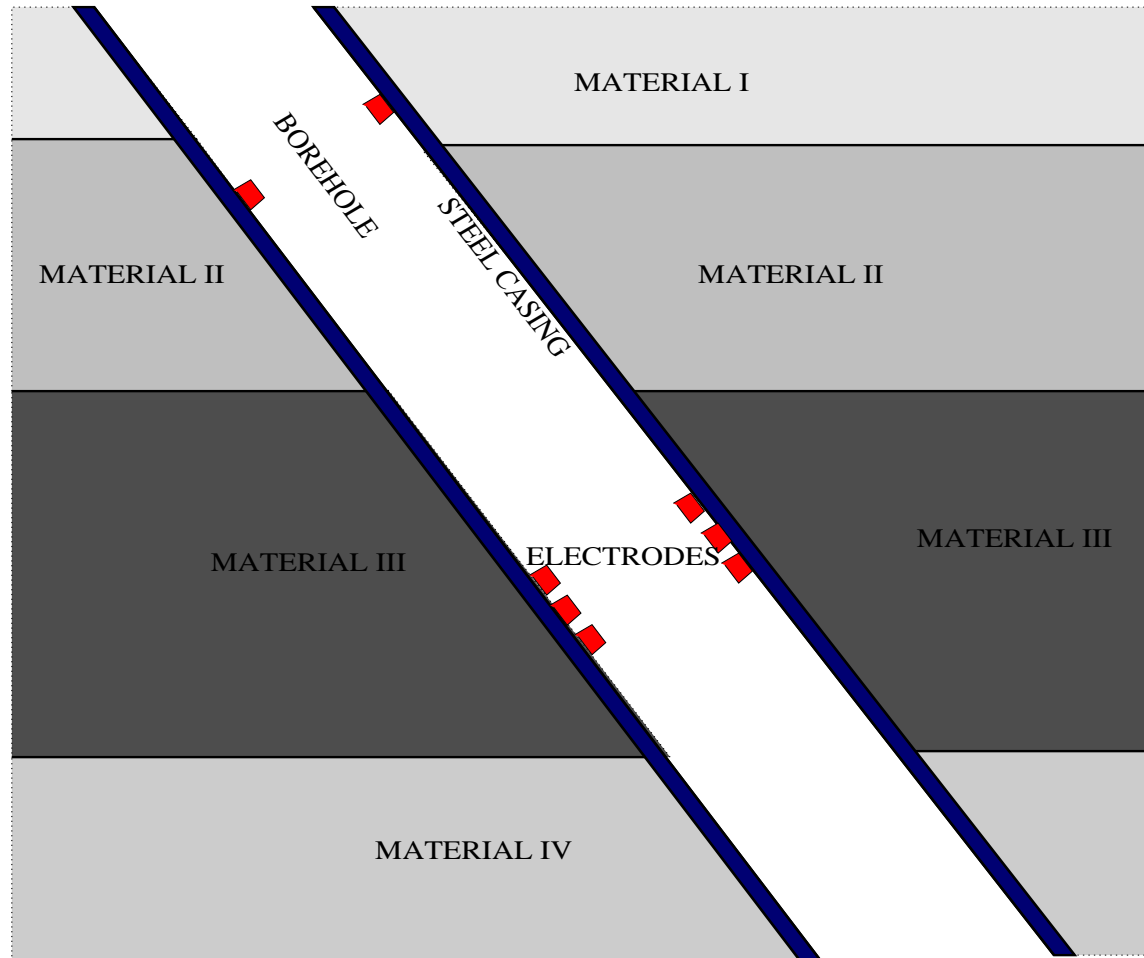 MATERIAL I
BOREHOLE
STEEL CASING
MATERIAL II
MATERIAL II
ELECTRODES
MATERIAL III
MATERIAL III
MATERIAL IV